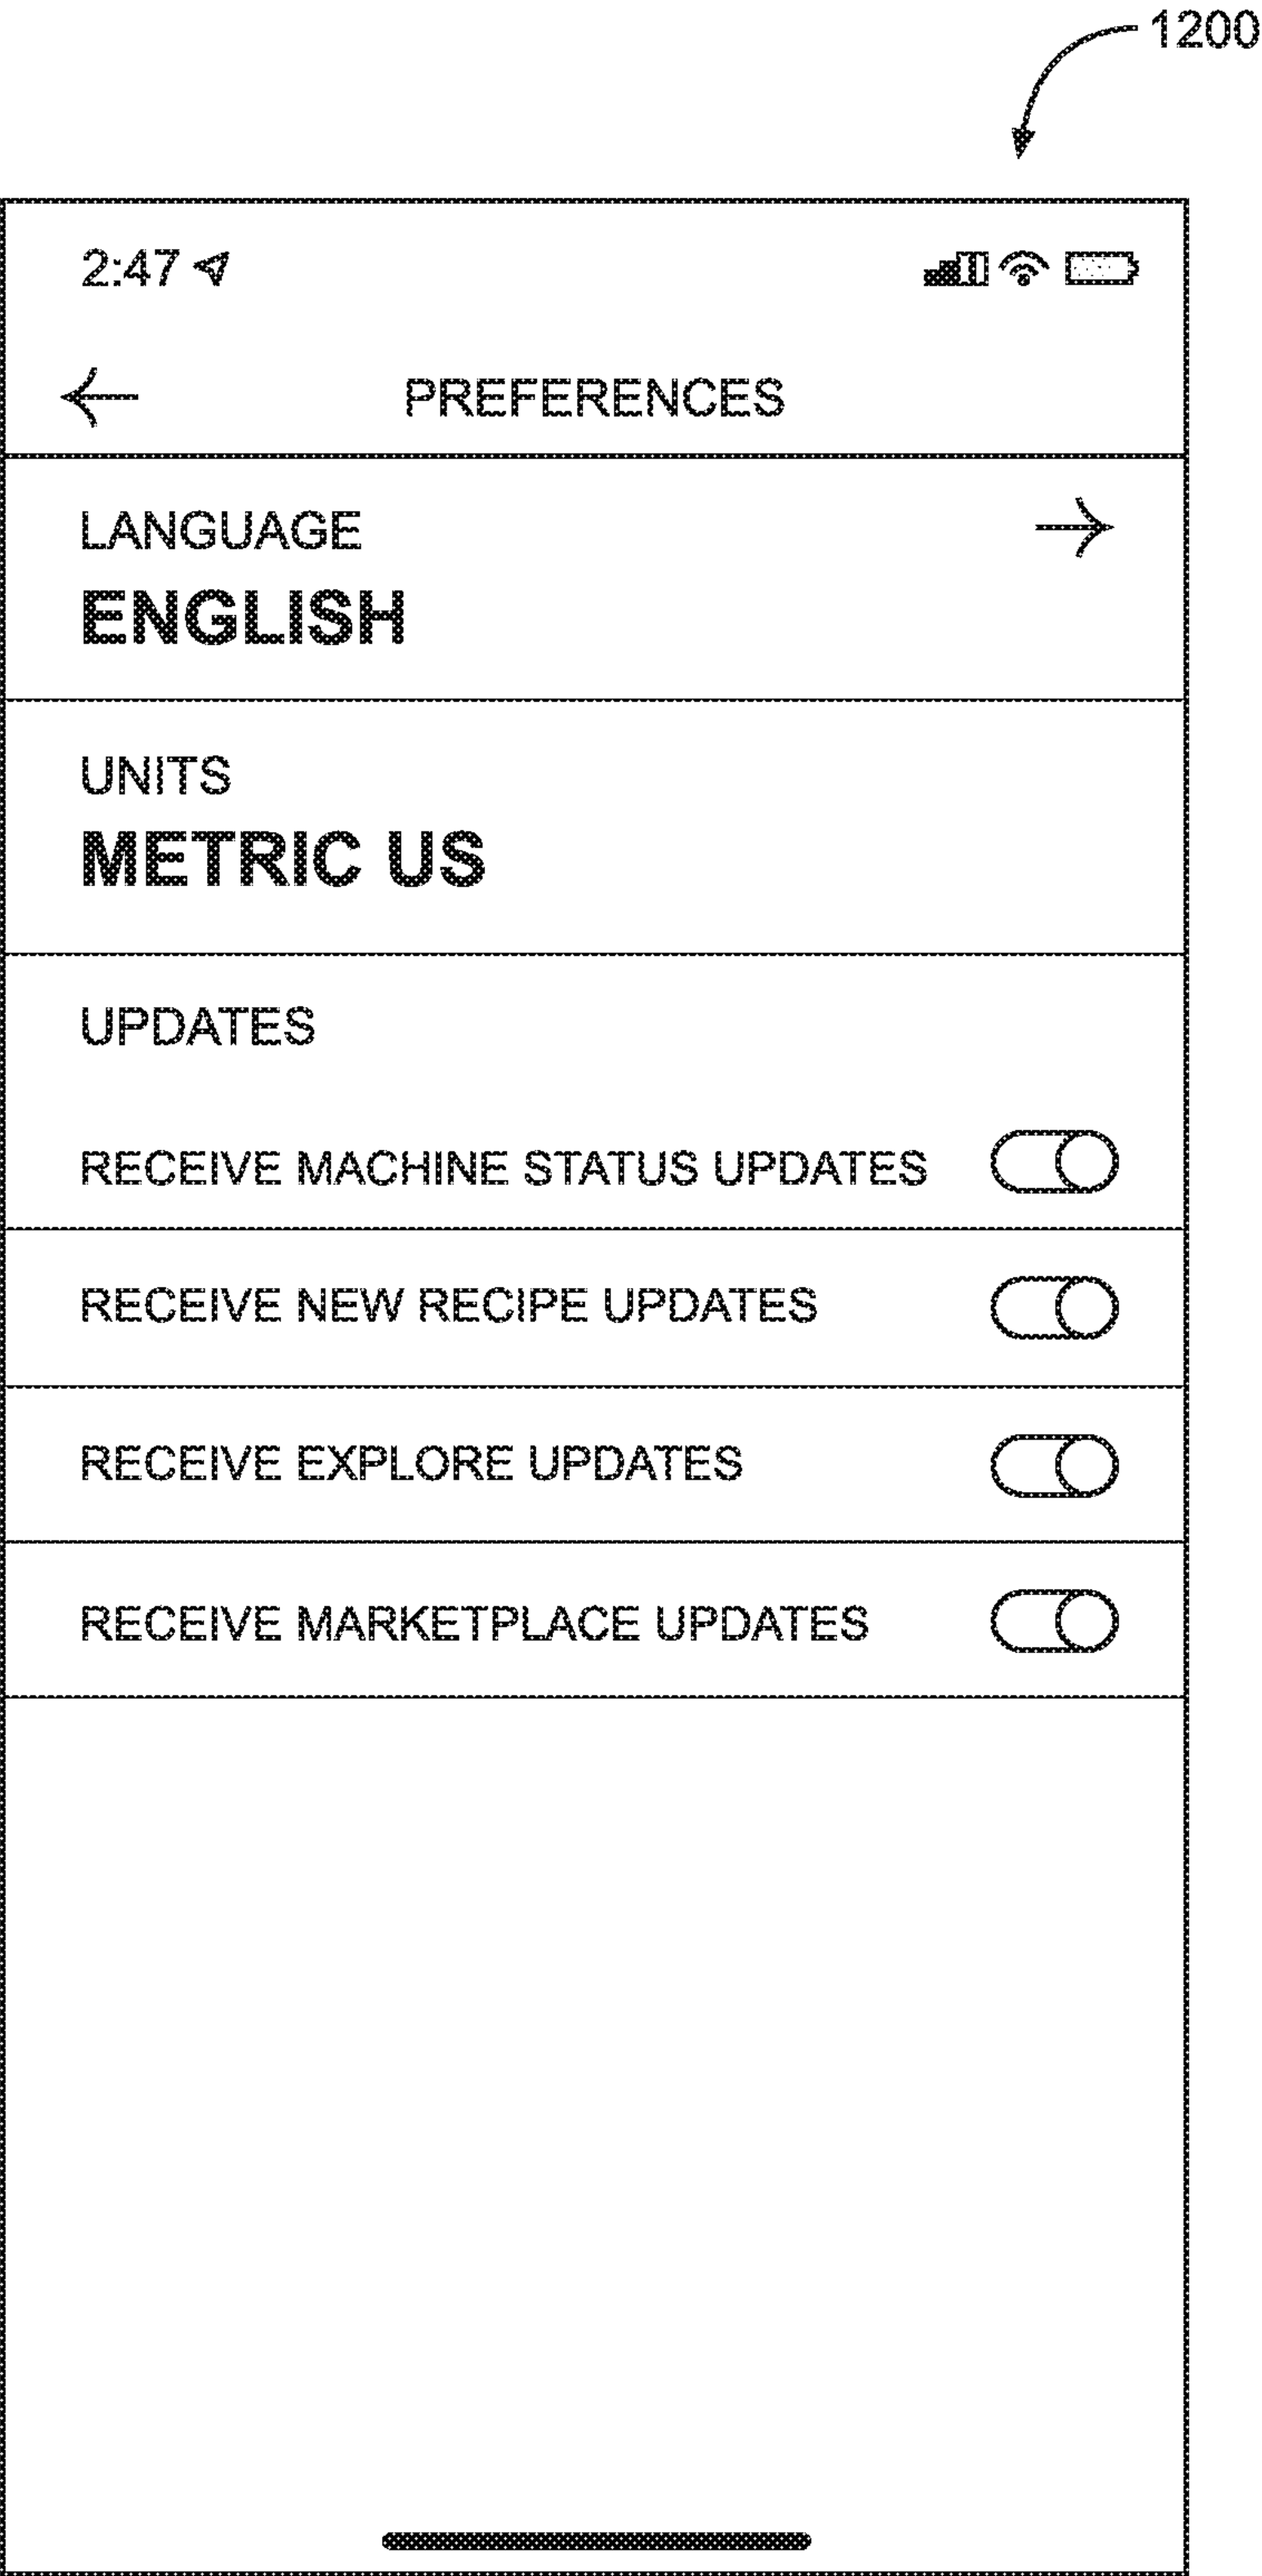 1200
2:47
PREFERENCES
LANGUAGE
ENGLISH
UNITS
METRIC US
UPDATES
RECEIVE MACHINE STATUS UPDATES
RECEIVE NEW RECIPE UPDATES
RECEIVE EXPLORE UPDATES
RECEIVE MARKETPLACE UPDATES